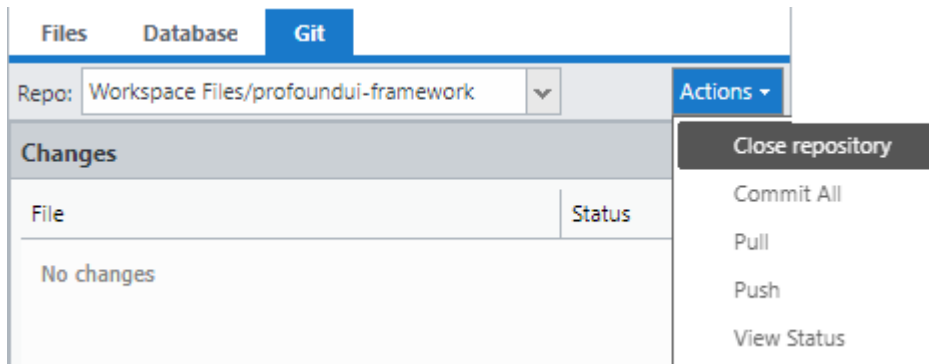 Files Database Git
Repo: Workspace Files/profoundui-framework Actions
Changes
File Status
No changes
Close repository
Commit All
Pull
Push
View Status